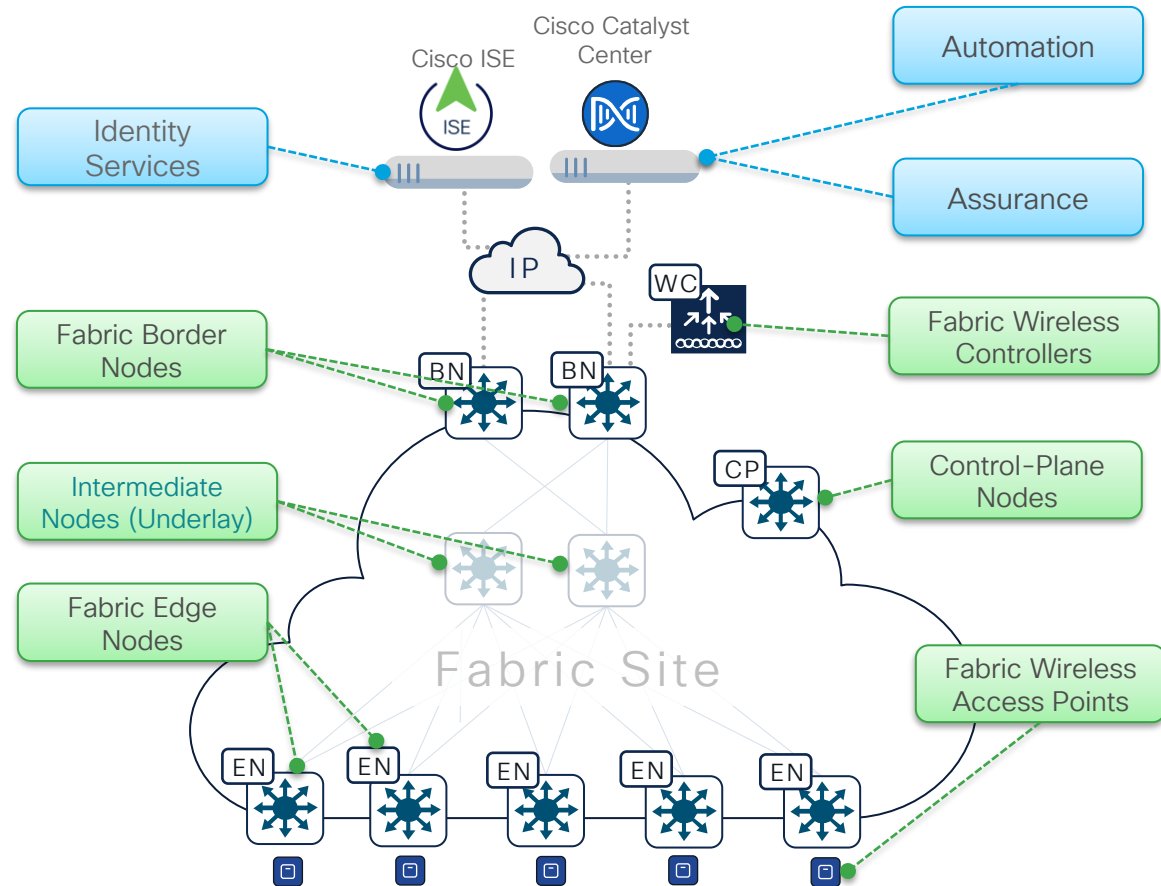 Cisco ISE
Cisco Catalyst
Center
Automation
ISE
Identity
Services
Assurance
IP
WC
Fabric Border
Nodes
Fabric Wireless
Controllers
BN
BN
Intermediate
Nodes (Underlay)
CP
Control-Plane
Nodes
Fabric Edge
Nodes
Fabric Site
Fabric Wireless
Access Points
EN
EN
EN
EN
EN